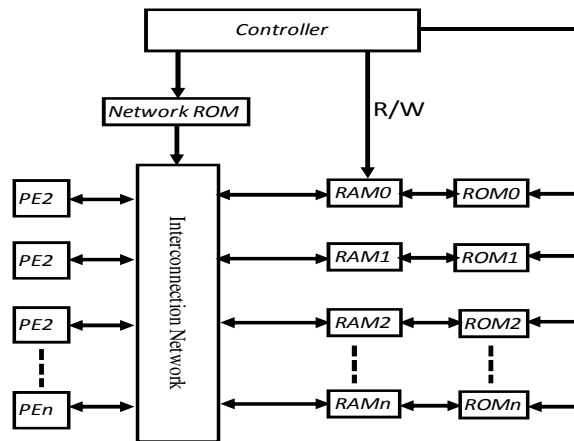 Controller
Network ROM
R/W
PE2
RAM0
ROM0
PE2
RAM1
ROM1
PE2
RAM2
ROM2
PEn
RAMn
ROMn
Interconnection Network